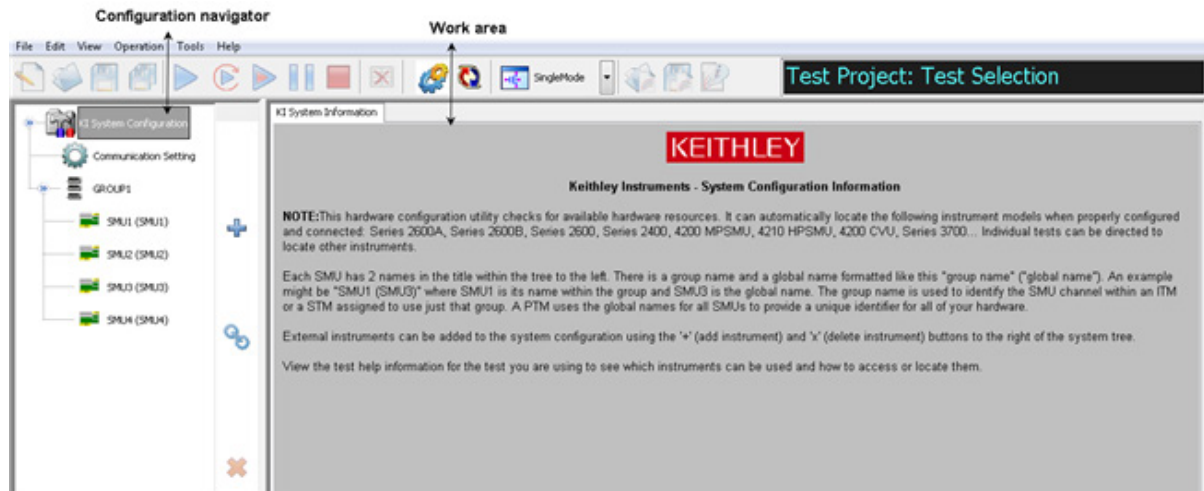 Configuration navigator
Work area
File Edit View Operation Tools Help
SingleMode
Test Project: Test Selection
KI System Configuration
Communication Setting
GROUP1
SMU1 (SMU1)
SMU2 (SMU2)
SMU3 (SMU3)
SMU4 (SMU4)
KI System Information
KEITHLEY
Keithley Instruments - System Configuration Information
NOTE:This hardware configuration utility checks for available hardware resources. It can automatically locate the following instrument models when properly configured
and connected: Series 2600A, Series 2600B, Series 2600, Series 2400, 4200 MPSMU, 4210 HPSMU, 4200 CVU, Series 3700... Individual tests can be directed to
locate other instruments.
Each SMU has 2 names in the title within the tree to the left. There is a group name and a global name formatted like this "group name" ("global name"). An example
might be "SMU1 (SMU3)" where SMU1 is its name within the group and SMU3 is the global name. The group name is used to identify the SMU channel within an ITM
or a STM assigned to use just that group. A PTM uses the global names for all SMUs to provide a unique identifier for all of your hardware.
External instruments can be added to the system configuration using the '+' (add instrument) and 'x' (delete instrument) buttons to the right of the system tree.
View the test help information for the test you are using to see which instruments can be used and how to access or locate them.